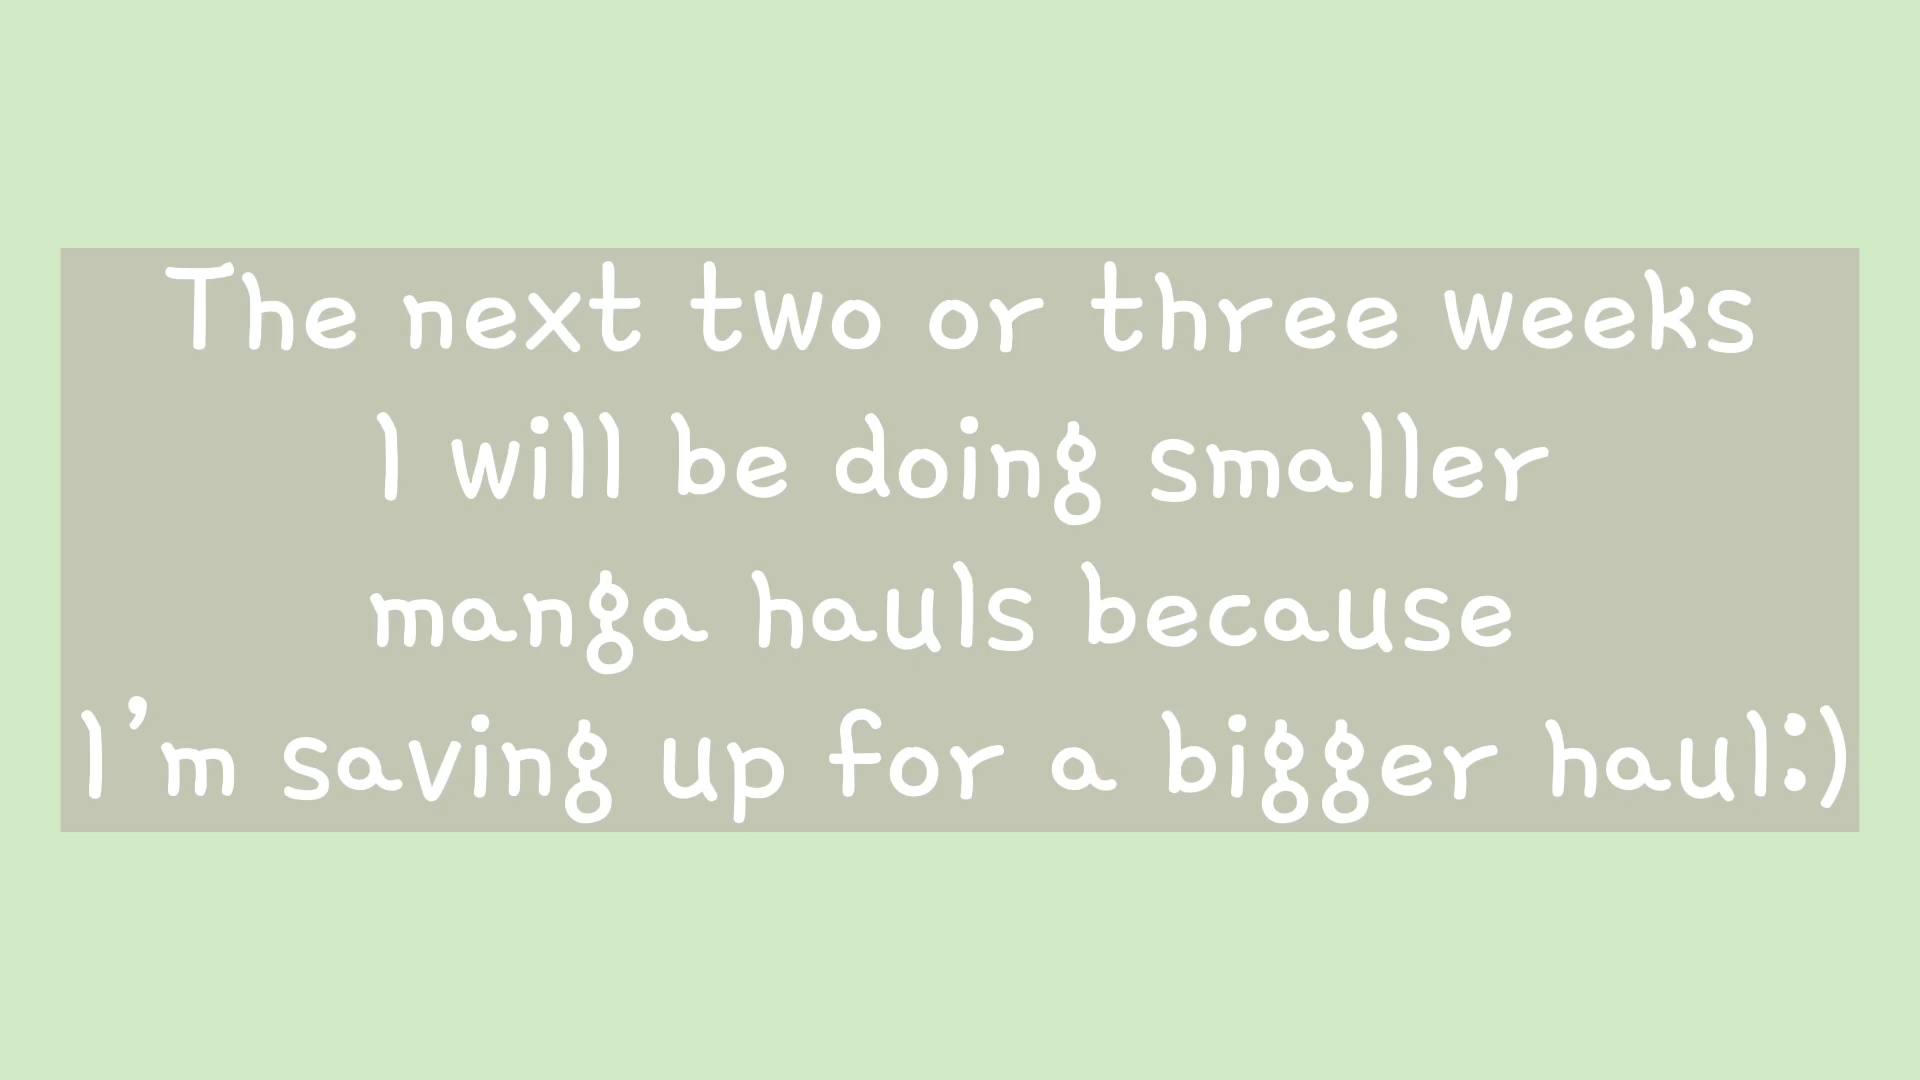 The next two or three weeks
I will be doing smaller
manga hauls because
I’m saving up for a bigger haul:)